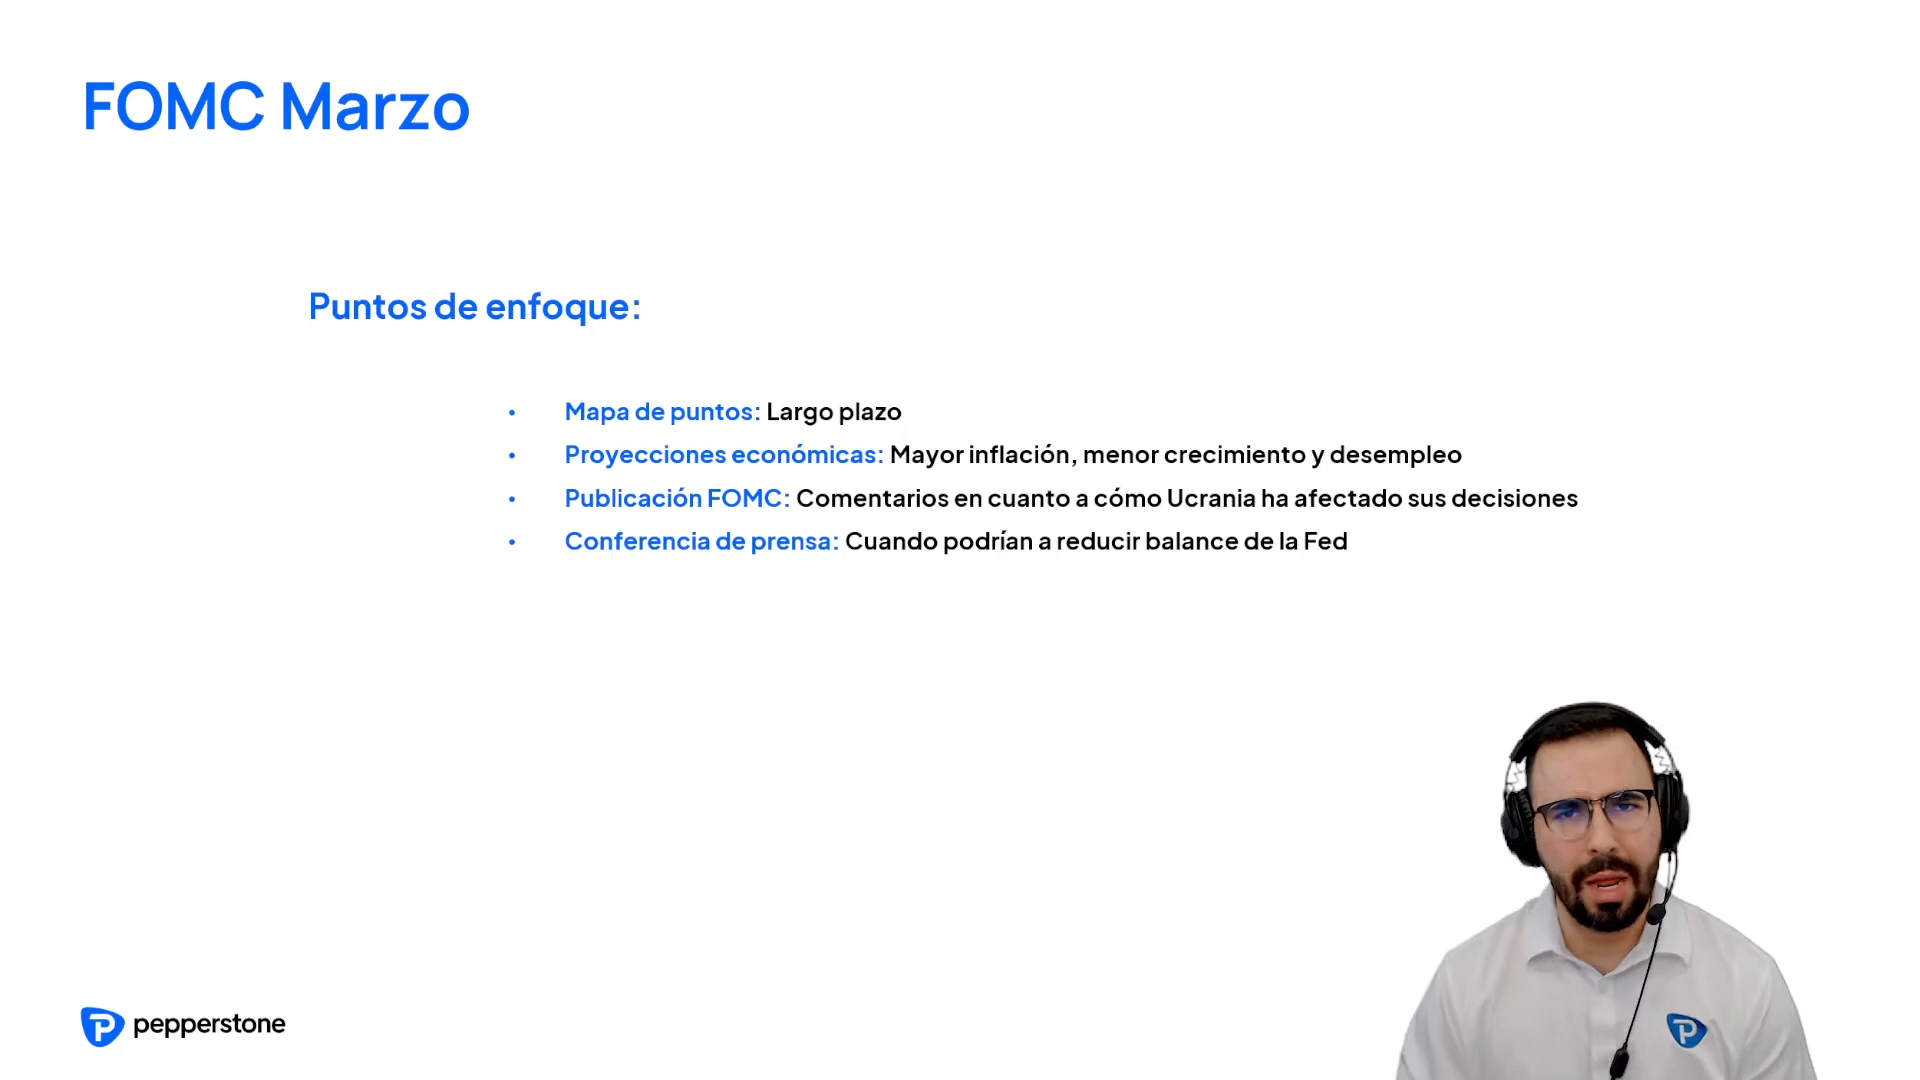 FOMC Marzo
Puntos de enfoque:
• Mapa de puntos: Largo plazo
• Proyecciones económicas: Mayor inflación, menor crecimiento y desempleo
• Publicación FOMC: Comentarios en cuanto a cómo Ucrania ha afectado sus decisiones
• Conferencia de prensa: Cuando podrían a reducir balance de la Fed
pepperstone